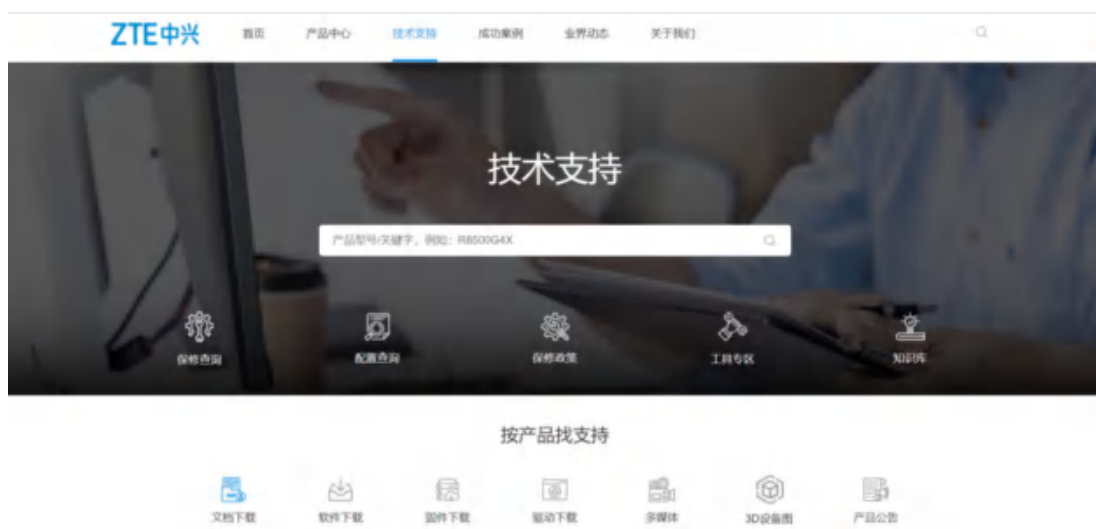 ZTE中兴 首页 产品中心 技术支持 成功案例 业界动态 关于我们
技术支持
产品型号/关键字，例如：R8500G4X
保修查询 配置查询 保修政策 工具专区 知识库
按产品找支持
文档下载 软件下载 固件下载 驱动下载 多媒体 3D设备图 产品公告